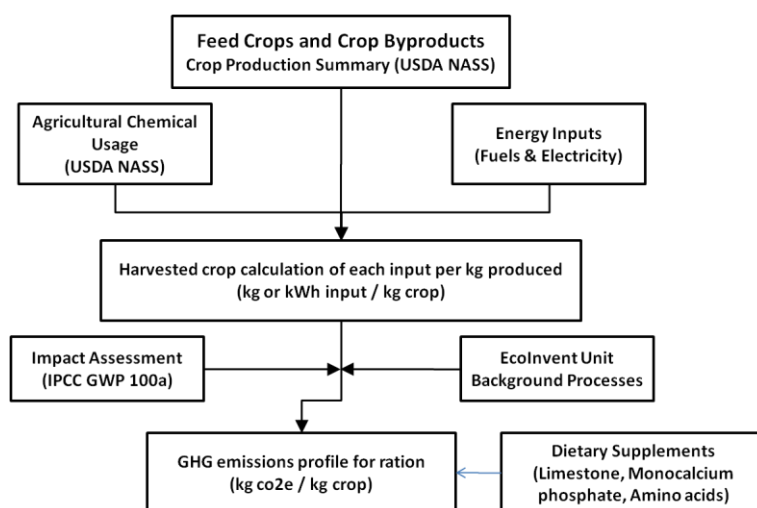 Feed Crops and Crop Byproducts
Crop Production Summary (USDA NASS)
Agricultural Chemical
Usage
(USDA NASS)
Energy Inputs
(Fuels & Electricity)
Harvested crop calculation of each input per kg produced
(kg or kWh input / kg crop)
Impact Assessment
(IPCC GWP 100a)
EcoInvent Unit
Background Processes
GHG emissions profile for ration
(kg co2e / kg crop)
Dietary Supplements
(Limestone, Monocalcium
phosphate, Amino acids)